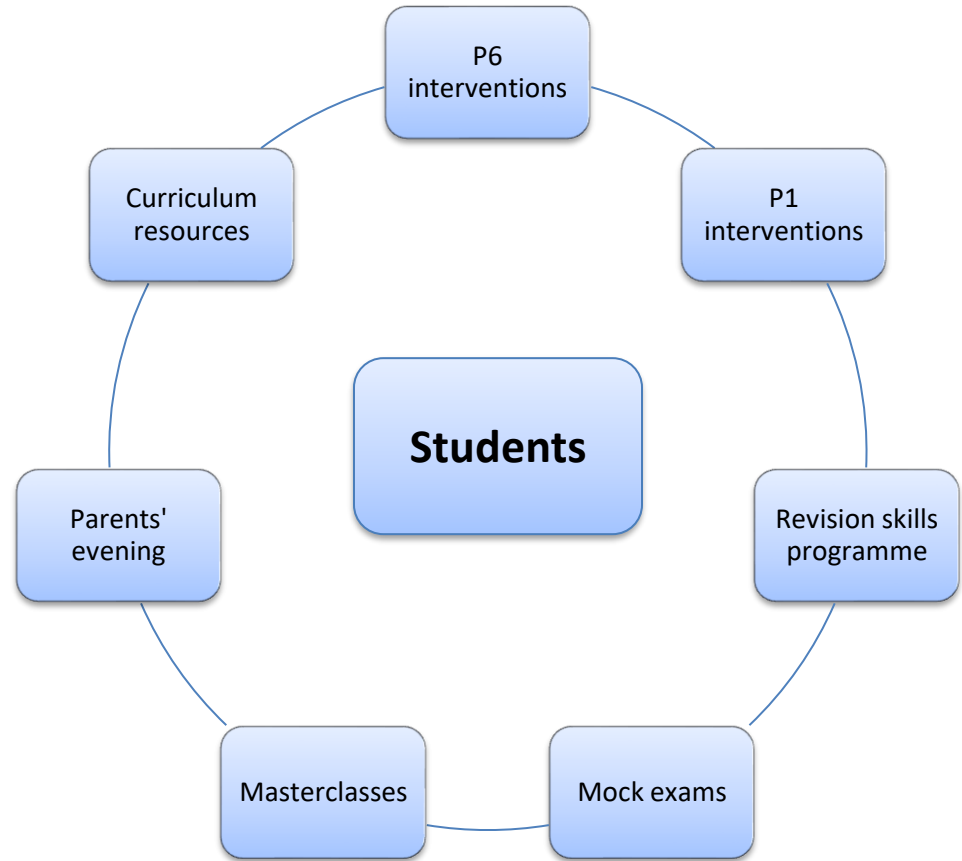 P6
interventions
P1
interventions
Revision skills
programme
Mock exams
Masterclasses
Parents'
evening
Curriculum
resources
Students